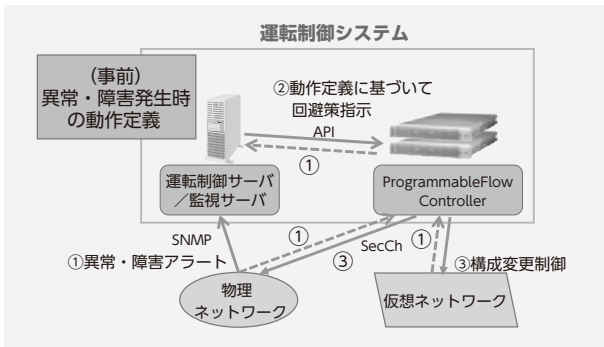 運転制御システム
（事前）
異常・障害発生時
の動作定義
②動作定義に基づいて
回避策指示
API
①
運転制御サーバ
／監視サーバ
ProgrammableFlow
Controller
SNMP
①
SecCh
①
①異常・障害アラート
③
③構成変更制御
物理
ネットワーク
仮想ネットワーク